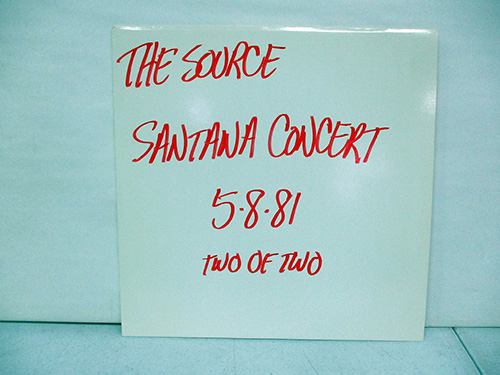 THE SOURCE
SANTANA CONCERT
5·8·81
TWO OF TWO